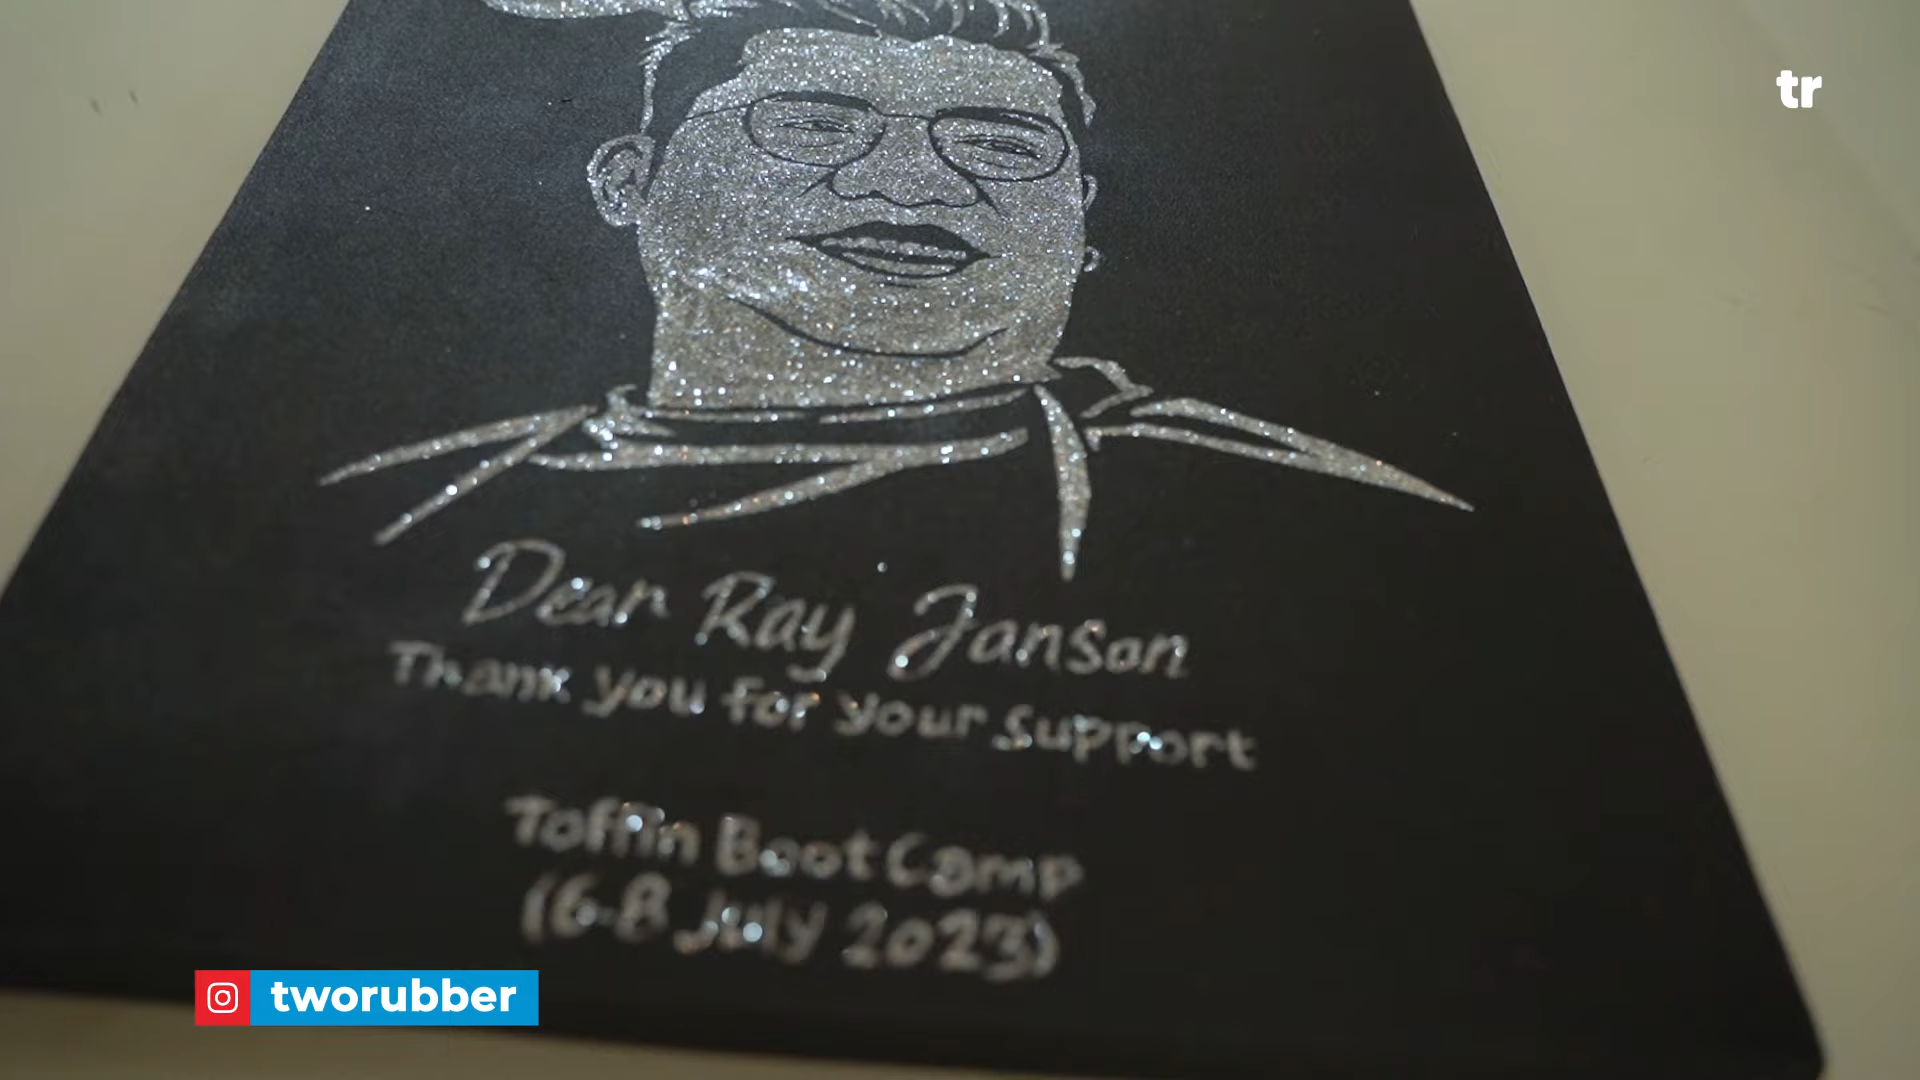 tr
Dear Ray Janson
Thank you for your support
Toffin Boot Camp
(6-8 July 2023)
tworubber